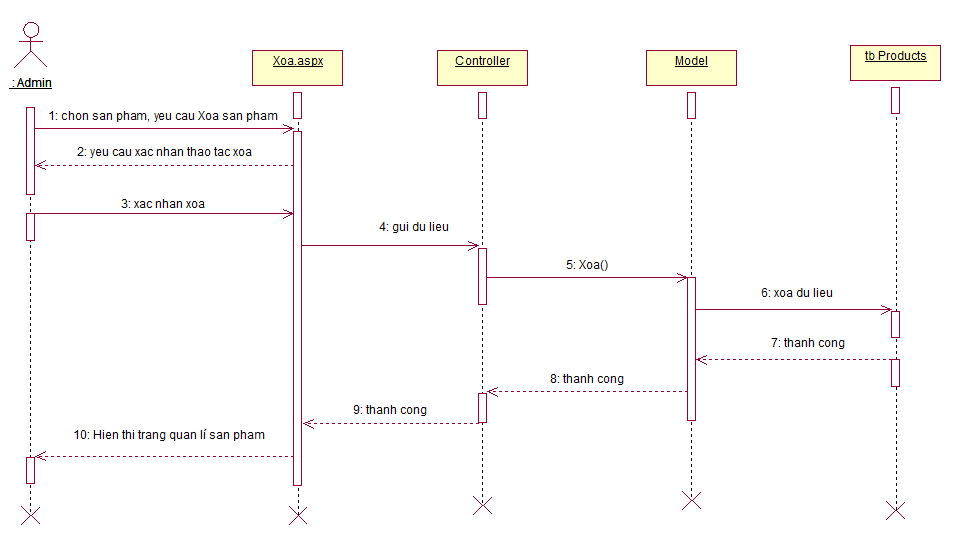 : Admin
Xoa.aspx
Controller
Model
tb Products
1: chon san pham, yeu cau Xoa san pham
2: yeu cau xac nhan thao tac xoa
3: xac nhan xoa
4: gui du lieu
5: Xoa()
6: xoa du lieu
7: thanh cong
8: thanh cong
9: thanh cong
10: Hien thi trang quan lí san pham